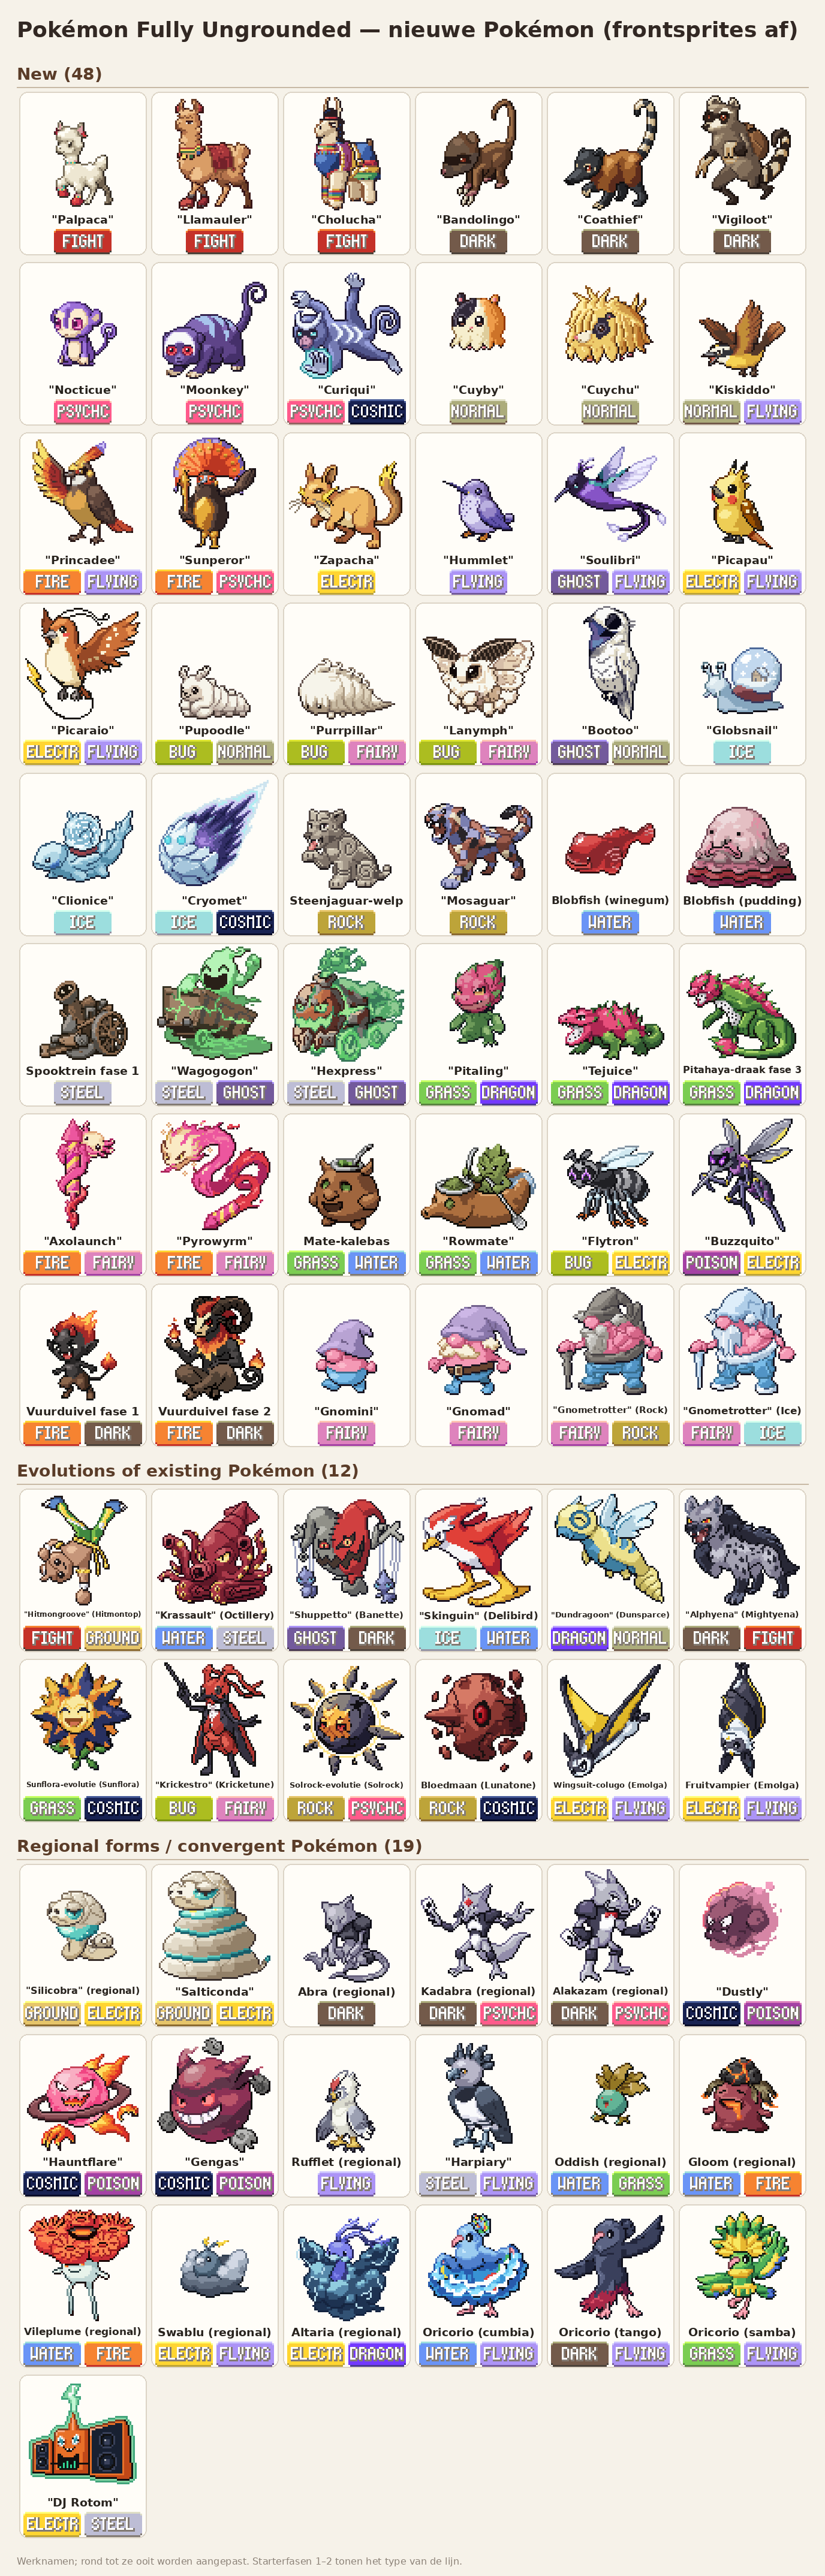 Pokémon Fully Ungrounded — nieuwe Pokémon (frontsprites af)
New (48)
"Palpaca" "Llamauler" "Cholucha" "Bandolingo" "Coathief" "Vigiloot"
FIGHT FIGHT FIGHT DARK DARK DARK
"Nocticue" "Moonkey" "Curiqui" "Cuyby" "Cuychu" "Kiskiddo"
PSYCHC PSYCHC PSYCHC COSMIC NORMAL NORMAL NORMAL FLYING
"Princadee" "Sunperor" "Zapacha" "Hummlet" "Soulibri" "Picapau"
FIRE FLYING FIRE PSYCHC ELECTR FLYING GHOST FLYING ELECTR FLYING
"Picaraio" "Pupoodle" "Purrpillar" "Lanymph" "Bootoo" "Globsnail"
ELECTR FLYING BUG NORMAL BUG FAIRY BUG FAIRY GHOST NORMAL ICE
"Clionice" "Cryomet" Steenjaguar-welp "Mosaguar" Blobfish (winegum) Blobfish (pudding)
ICE ICE COSMIC ROCK ROCK WATER WATER
Spooktrein fase 1 "Wagogogon" "Hexpress" "Pitaling" "Tejuice" Pitahaya-draak fase 3
STEEL STEEL GHOST STEEL GHOST GRASS DRAGON GRASS DRAGON GRASS DRAGON
"Axolaunch" "Pyrowyrm" Mate-kalebas "Rowmate" "Flytron" "Buzzquito"
FIRE FAIRY FIRE FAIRY GRASS WATER GRASS WATER BUG ELECTR POISON ELECTR
Vuurduivel fase 1 Vuurduivel fase 2 "Gnomini" "Gnomad" "Gnometrotter" (Rock) "Gnometrotter" (Ice)
FIRE DARK FIRE DARK FAIRY FAIRY FAIRY ROCK FAIRY ICE
Evolutions of existing Pokémon (12)
"Hitmongroove" (Hitmontop) "Krassault" (Octillery) "Shuppetto" (Banette) "Skinguin" (Delibird) "Dundragoon" (Dunsparce) "Alphyena" (Mightyena)
FIGHT GROUND WATER STEEL GHOST DARK ICE WATER DRAGON NORMAL DARK FIGHT
Sunflora-evolutie (Sunflora) "Krickestro" (Kricketune) Solrock-evolutie (Solrock) Bloedmaan (Lunatone) Wingsuit-colugo (Emolga) Fruitvampier (Emolga)
GRASS COSMIC BUG FAIRY ROCK PSYCHC ROCK COSMIC ELECTR FLYING ELECTR FLYING
Regional forms / convergent Pokémon (19)
"Silicobra" (regional) "Salticonda" Abra (regional) Kadabra (regional) Alakazam (regional) "Dustly"
GROUND ELECTR GROUND ELECTR DARK DARK PSYCHC DARK PSYCHC COSMIC POISON
"Hauntflare" "Gengas" Rufflet (regional) "Harpiary" Oddish (regional) Gloom (regional)
COSMIC POISON COSMIC POISON FLYING STEEL FLYING WATER GRASS WATER FIRE
Vileplume (regional) Swablu (regional) Altaria (regional) Oricorio (cumbia) Oricorio (tango) Oricorio (samba)
WATER FIRE ELECTR FLYING ELECTR DRAGON WATER FLYING DARK FLYING GRASS FLYING
"DJ Rotom"
ELECTR STEEL
Werknamen; rond tot ze ooit worden aangepast. Starterfasen 1–2 tonen het type van de lijn.